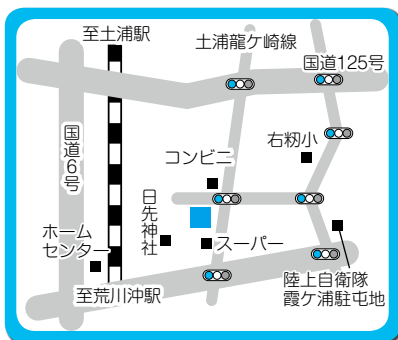 至土浦駅
土浦龍ケ崎線
国道125号
国道6号
コンビニ
右籾小
日先神社
ホーム
センター
スーパー
至荒川沖駅
陸上自衛隊
霞ケ浦駐屯地